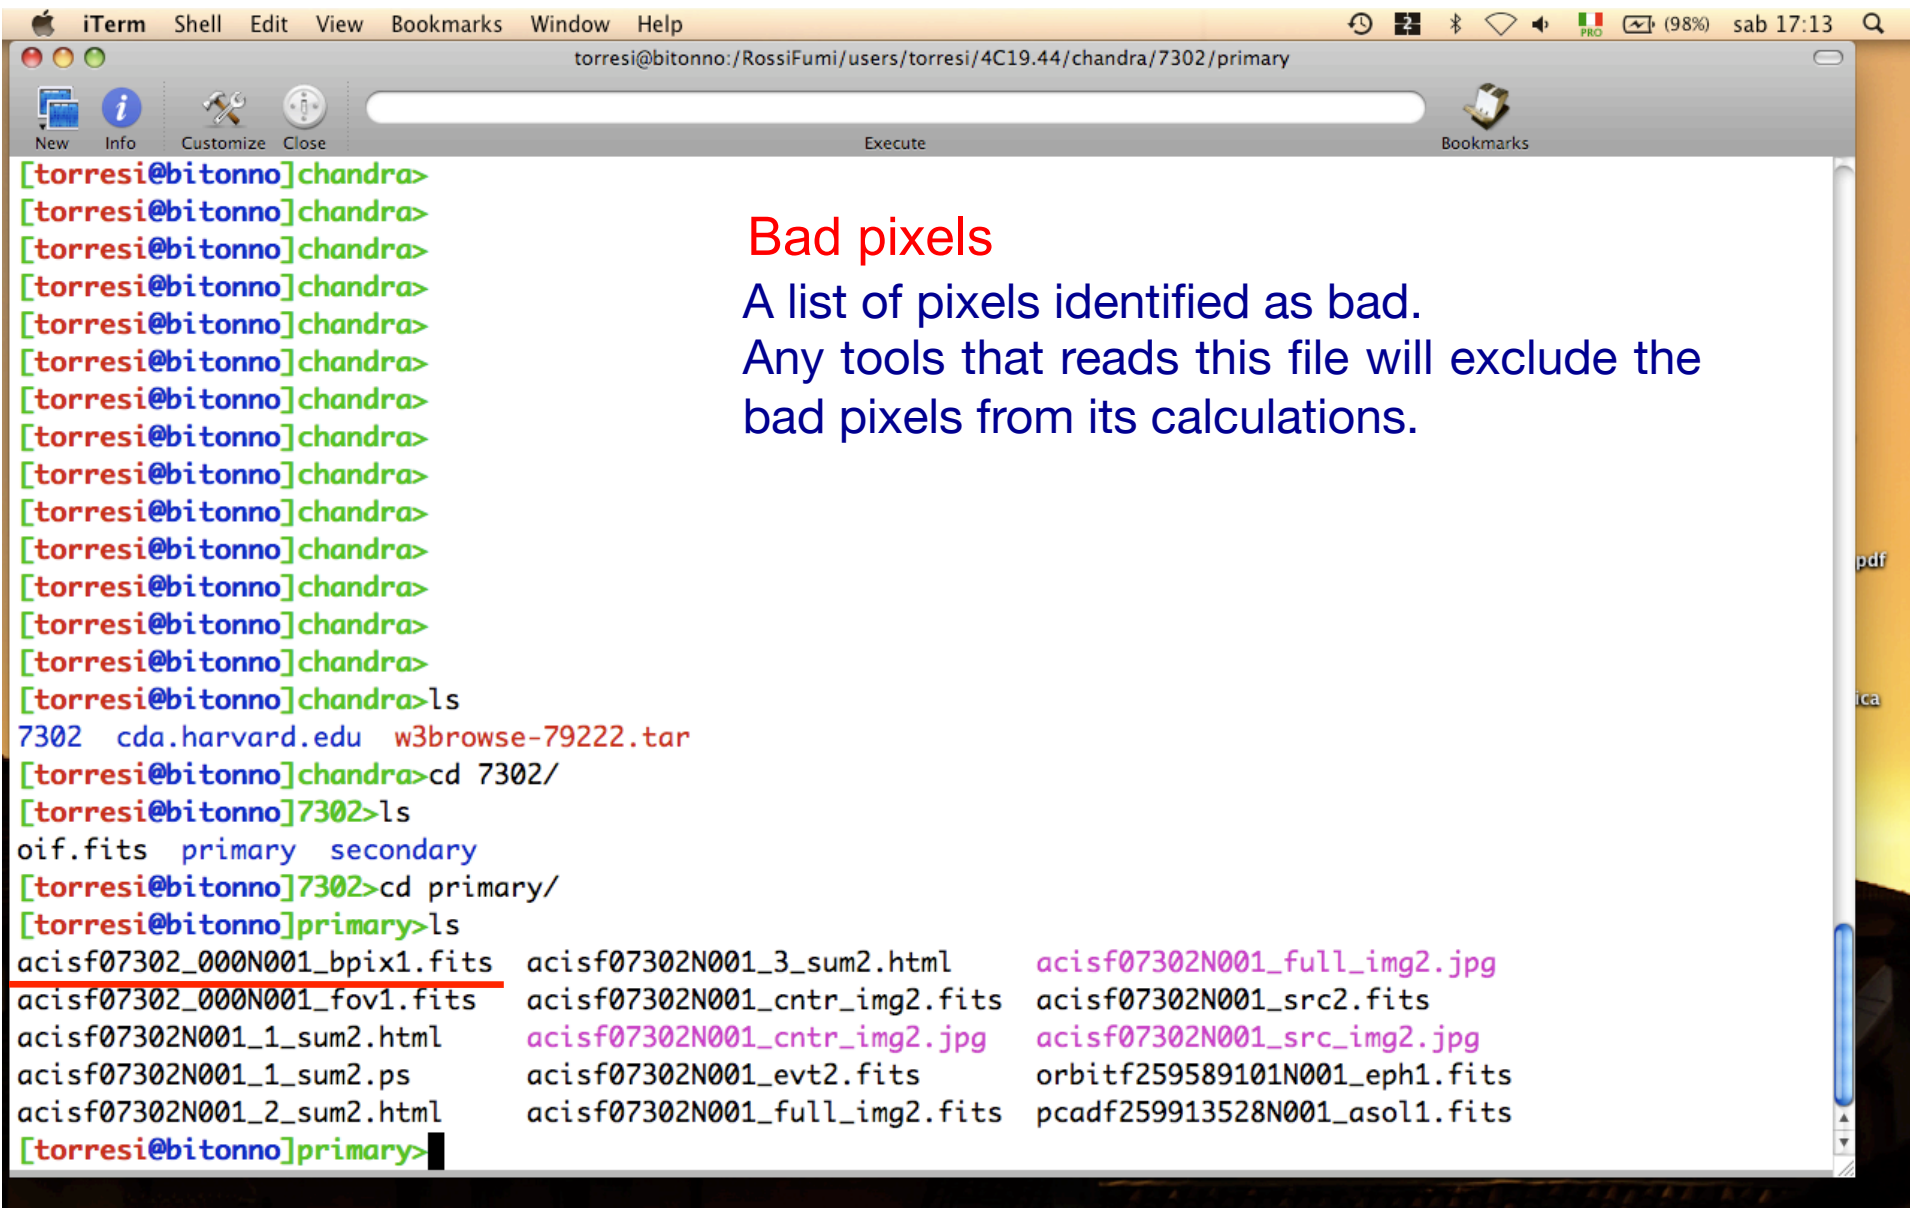 iTerm Shell Edit View Bookmarks Window Help 2 PRO (98%) sab 17:13
torresi@bitonno:/RossiFumi/users/torresi/4C19.44/chandra/7302/primary
New Info Customize Close Execute Bookmarks
[torresi@bitonno]chandra>
[torresi@bitonno]chandra>
[torresi@bitonno]chandra>
[torresi@bitonno]chandra>
[torresi@bitonno]chandra>
[torresi@bitonno]chandra>
[torresi@bitonno]chandra>
[torresi@bitonno]chandra>
[torresi@bitonno]chandra>
[torresi@bitonno]chandra>
[torresi@bitonno]chandra>
[torresi@bitonno]chandra>
[torresi@bitonno]chandra>
[torresi@bitonno]chandra>
[torresi@bitonno]chandra>ls
7302 cda.harvard.edu w3browse-79222.tar
[torresi@bitonno]chandra>cd 7302/
[torresi@bitonno]7302>ls
oif.fits primary secondary
[torresi@bitonno]7302>cd primary/
[torresi@bitonno]primary>ls
acisf07302_000N001_bpix1.fits acisf07302N001_3_sum2.html acisf07302N001_full_img2.jpg
acisf07302_000N001_fov1.fits acisf07302N001_cntr_img2.fits acisf07302N001_src2.fits
acisf07302N001_1_sum2.html acisf07302N001_cntr_img2.jpg acisf07302N001_src_img2.jpg
acisf07302N001_1_sum2.ps acisf07302N001_evt2.fits orbitf259589101N001_eph1.fits
acisf07302N001_2_sum2.html acisf07302N001_full_img2.fits pcadf259913528N001_asol1.fits
[torresi@bitonno]primary>
Bad pixels
A list of pixels identified as bad.
Any tools that reads this file will exclude the
bad pixels from its calculations.
pdf
ica